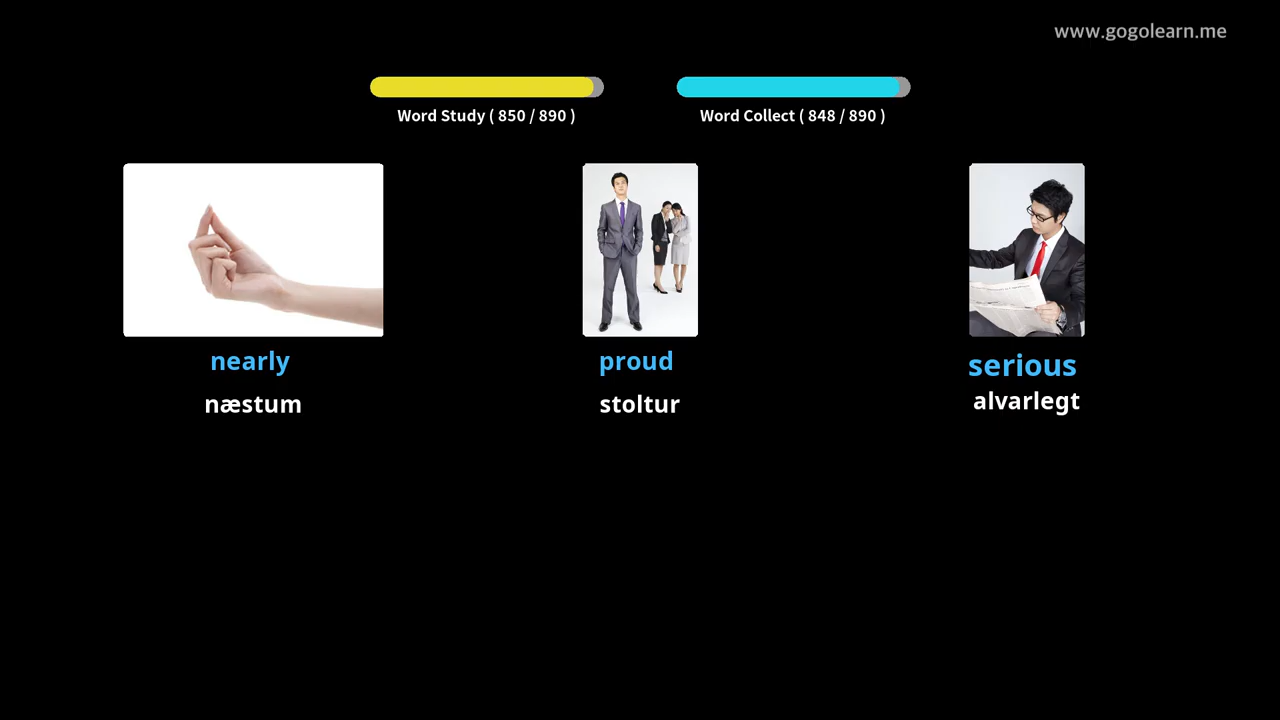 www.gogolearn.me
Word Study ( 850 / 890 )
Word Collect ( 848 / 890 )
nearly
proud
serious
næstum
stoltur
alvarlegt